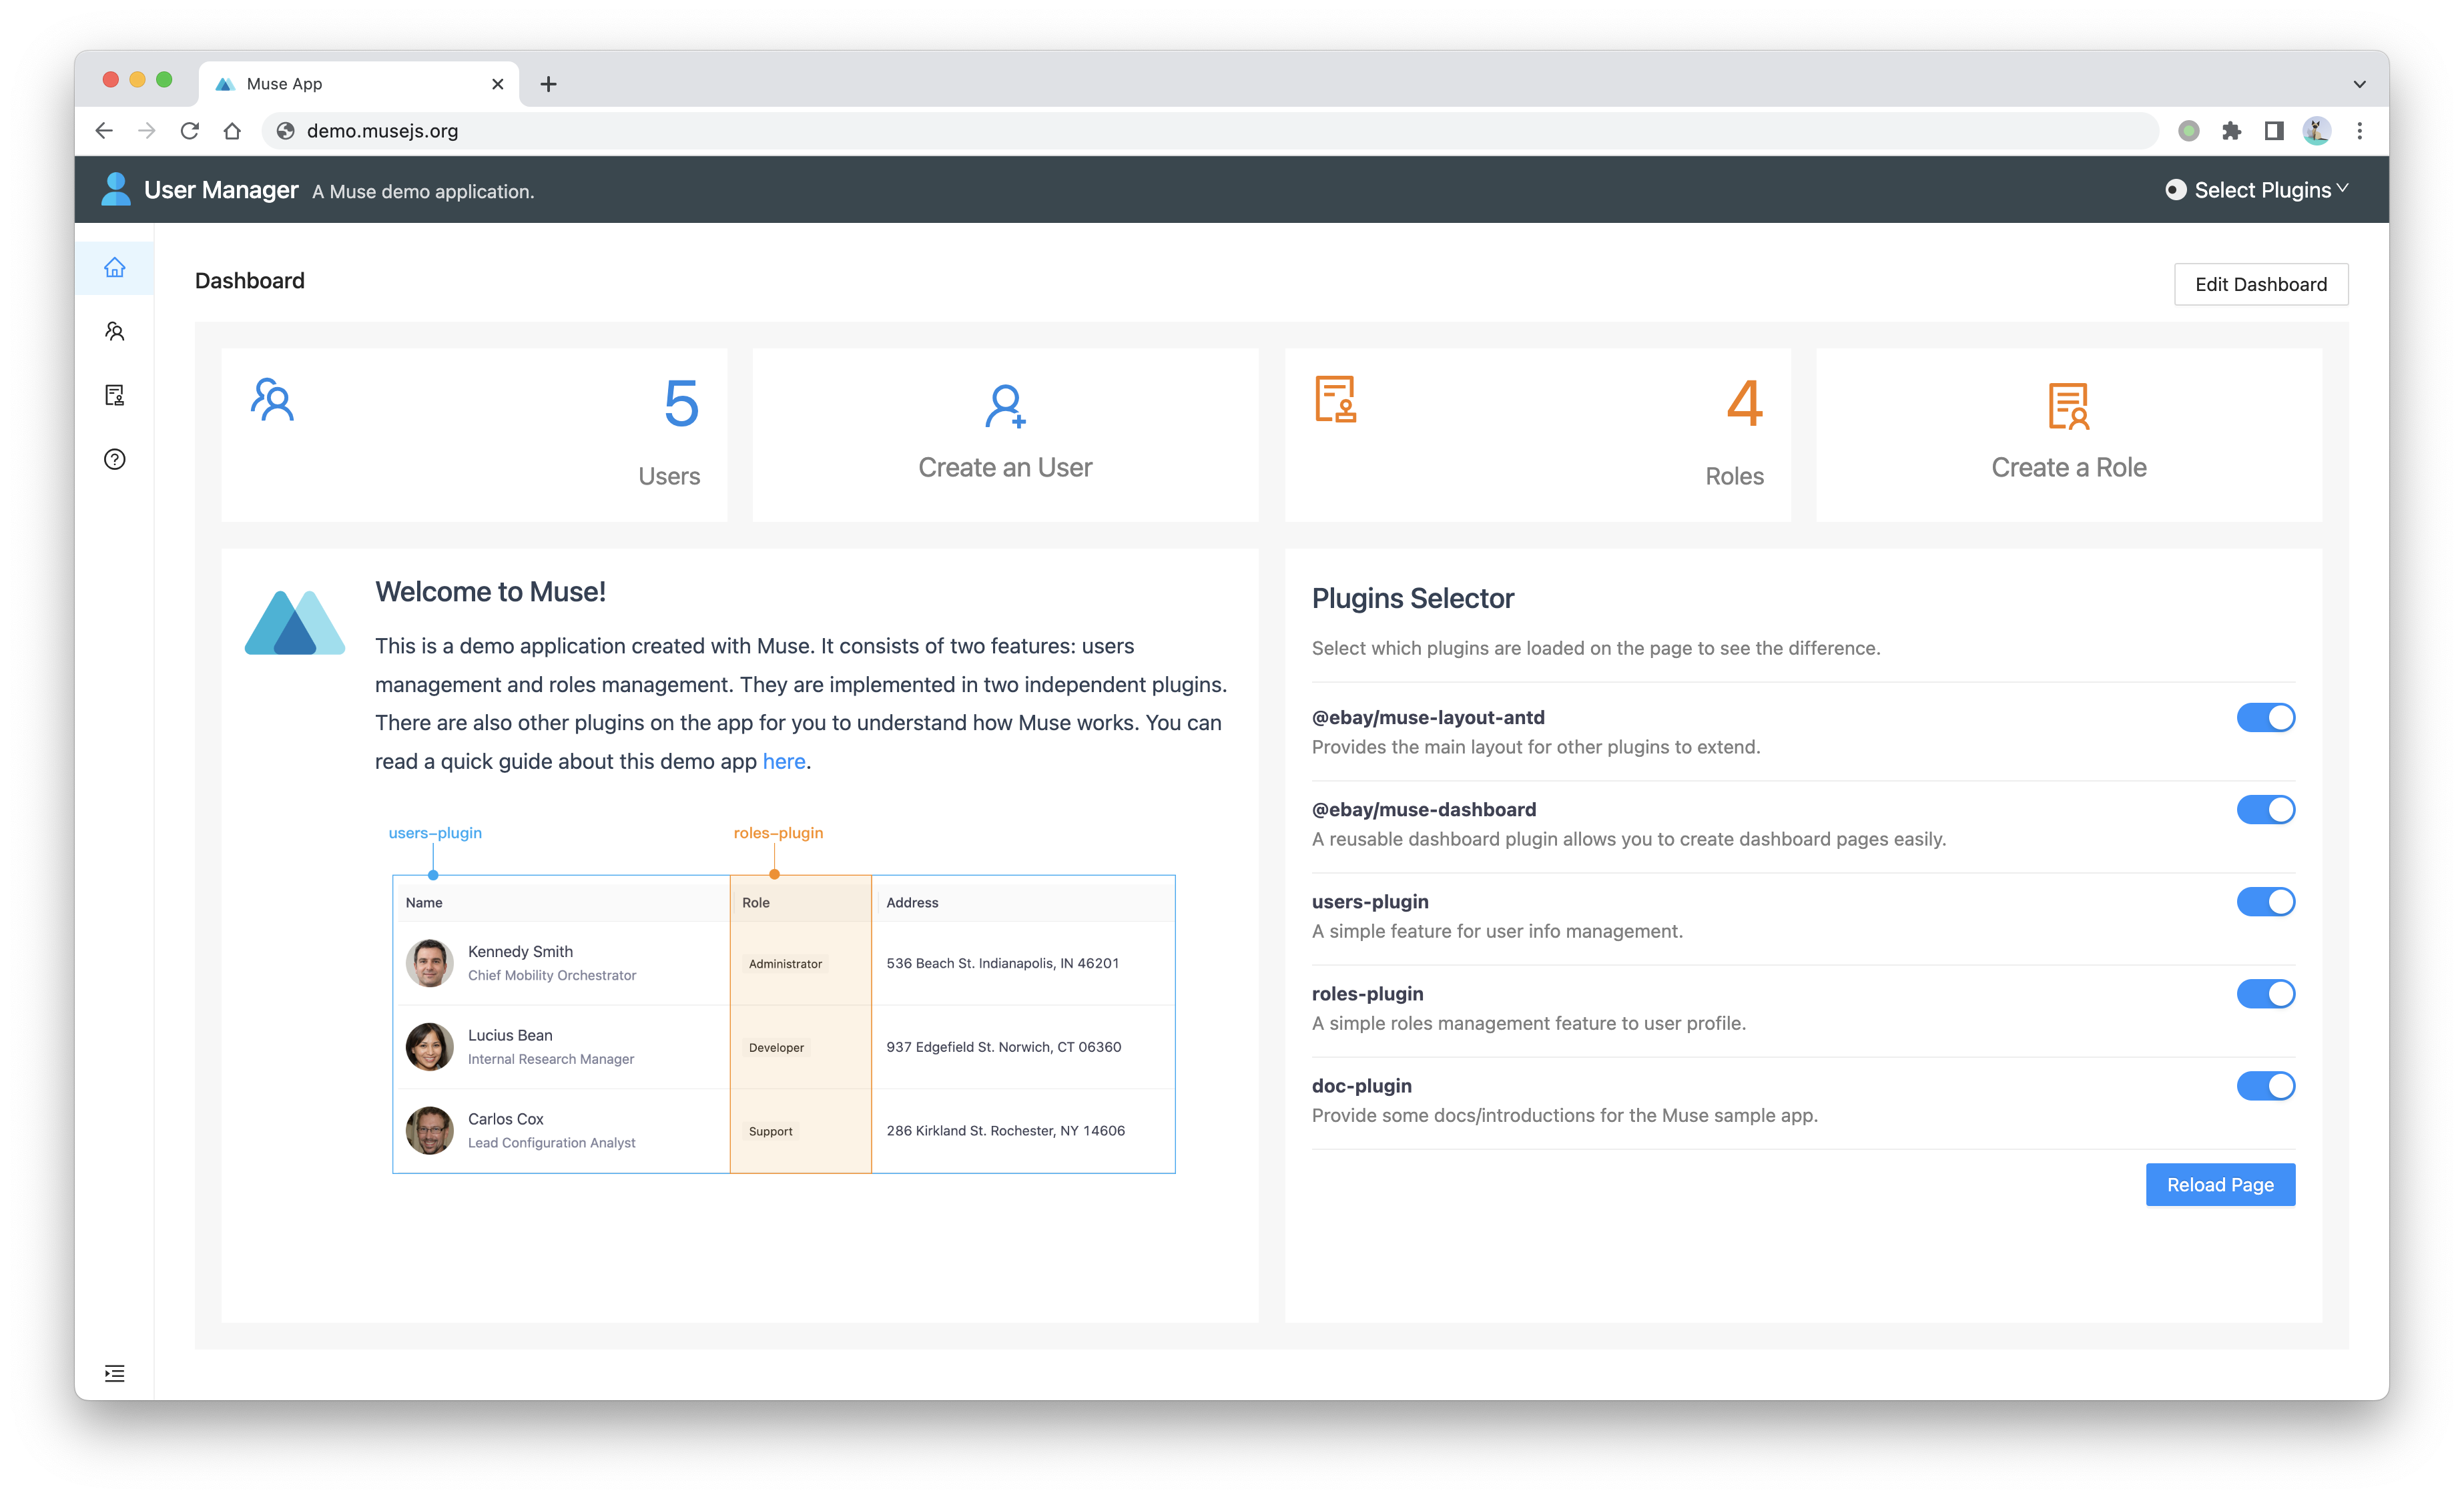 Muse App
demo.musejs.org
User Manager A Muse demo application.
Select Plugins
Dashboard
Edit Dashboard
5
Users
Create an User
4
Roles
Create a Role
Welcome to Muse!
This is a demo application created with Muse. It consists of two features: users
management and roles management. They are implemented in two independent plugins.
There are also other plugins on the app for you to understand how Muse works. You can
read a quick guide about this demo app here.
users-plugin roles-plugin
Name Role Address
Kennedy Smith
Chief Mobility Orchestrator
Administrator
536 Beach St. Indianapolis, IN 46201
Lucius Bean
Internal Research Manager
Developer
937 Edgefield St. Norwich, CT 06360
Carlos Cox
Lead Configuration Analyst
Support
286 Kirkland St. Rochester, NY 14606
Plugins Selector
Select which plugins are loaded on the page to see the difference.
@ebay/muse-layout-antd
Provides the main layout for other plugins to extend.
@ebay/muse-dashboard
A reusable dashboard plugin allows you to create dashboard pages easily.
users-plugin
A simple feature for user info management.
roles-plugin
A simple roles management feature to user profile.
doc-plugin
Provide some docs/introductions for the Muse sample app.
Reload Page